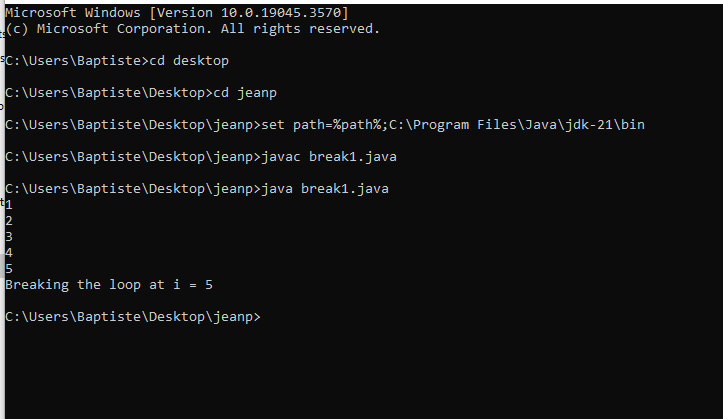 Microsoft Windows [Version 10.0.19045.3570]
(c) Microsoft Corporation. All rights reserved.
C:\Users\Baptiste>cd desktop
C:\Users\Baptiste\Desktop>cd jeanp
C:\Users\Baptiste\Desktop\jeanp>set path=%path%;C:\Program Files\Java\jdk-21\bin
C:\Users\Baptiste\Desktop\jeanp>javac break1.java
C:\Users\Baptiste\Desktop\jeanp>java break1.java
1
2
3
4
5
Breaking the loop at i = 5
C:\Users\Baptiste\Desktop\jeanp>